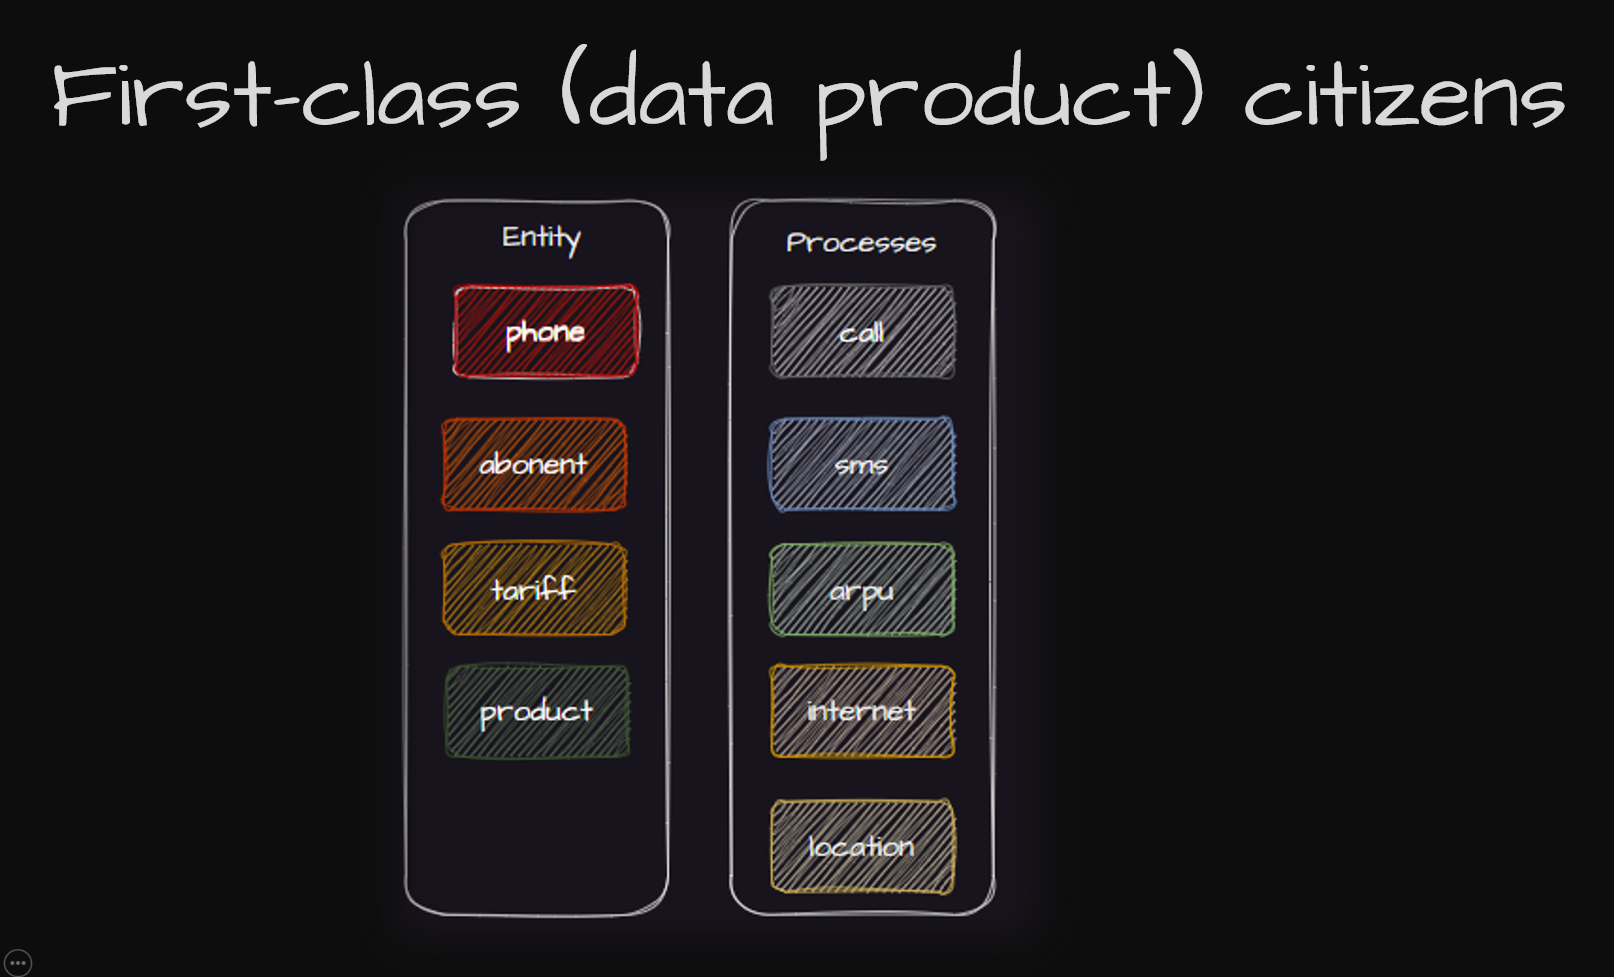 First-class (data product) citizens
Entity
phone
abonent
tariff
product
Processes
call
sms
arpu
internet
location